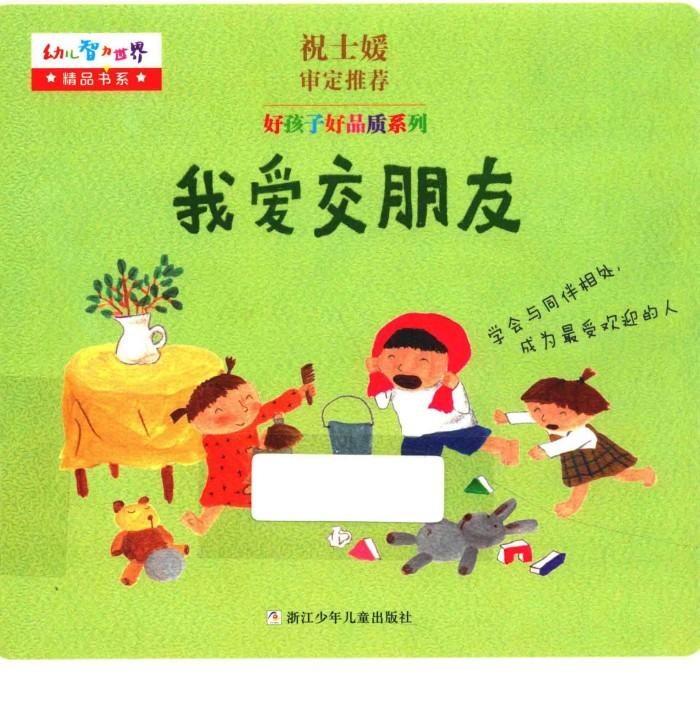 幼儿智力世界
★ 精品书系 ★
祝士媛
审定推荐
好孩子好品质系列
我爱交朋友
学会与同伴相处，
成为最受欢迎的人
浙江少年儿童出版社